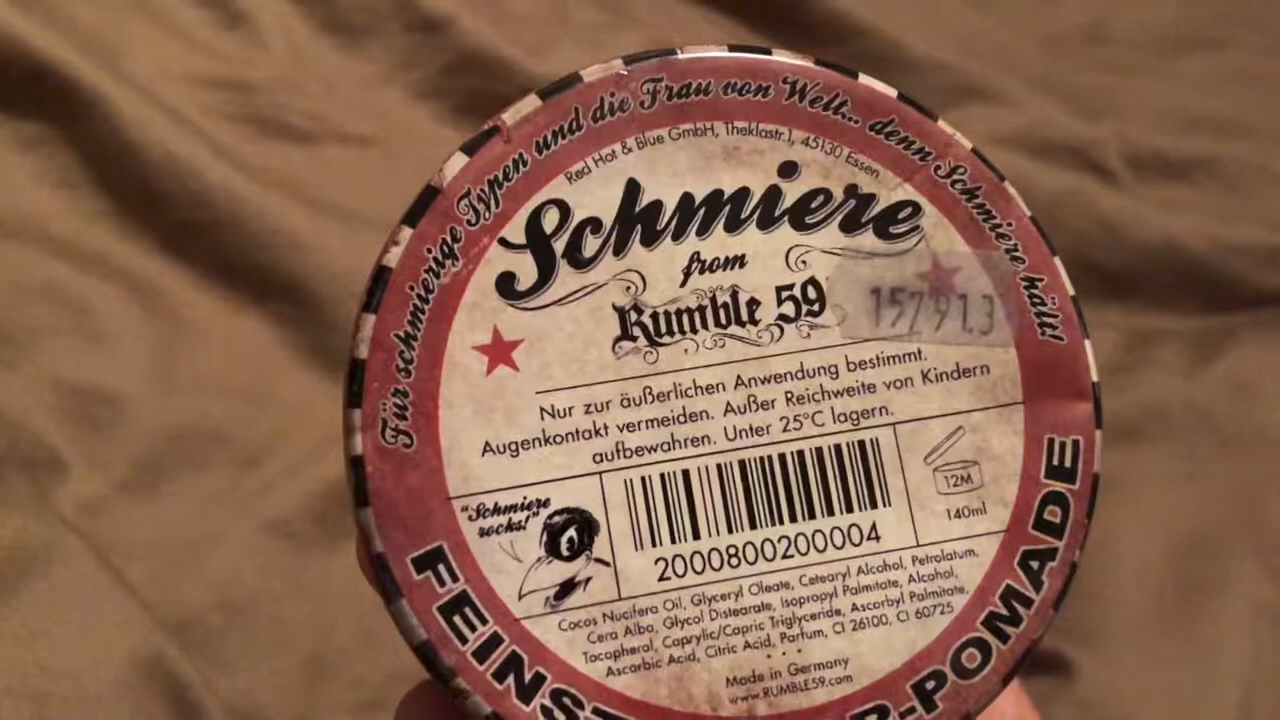 Für schmierige Typen und die Frau von Welt... denn Schmiere hält!
Red Hot & Blue GmbH, Theklastr.1, 45130 Essen
Schmiere
from
Rumble 59
157913
Nur zur äußerlichen Anwendung bestimmt.
Augenkontakt vermeiden. Außer Reichweite von Kindern
aufbewahren. Unter 25°C lagern.
"Schmiere
rocks!"
2000800200004
12M
140ml
Cocos Nucifera Oil, Glyceryl Oleate, Cetearyl Alcohol, Petrolatum,
Cera Alba, Glycol Distearate, Isopropyl Palmitate, Alcohol,
Tocopherol, Caprylic/Capric Triglyceride, Ascorbyl Palmitate,
Ascorbic Acid, Citric Acid, Parfum, CI 26100, CI 60725
Made in Germany
www.RUMBLE59.com
FEINST
R-POMADE